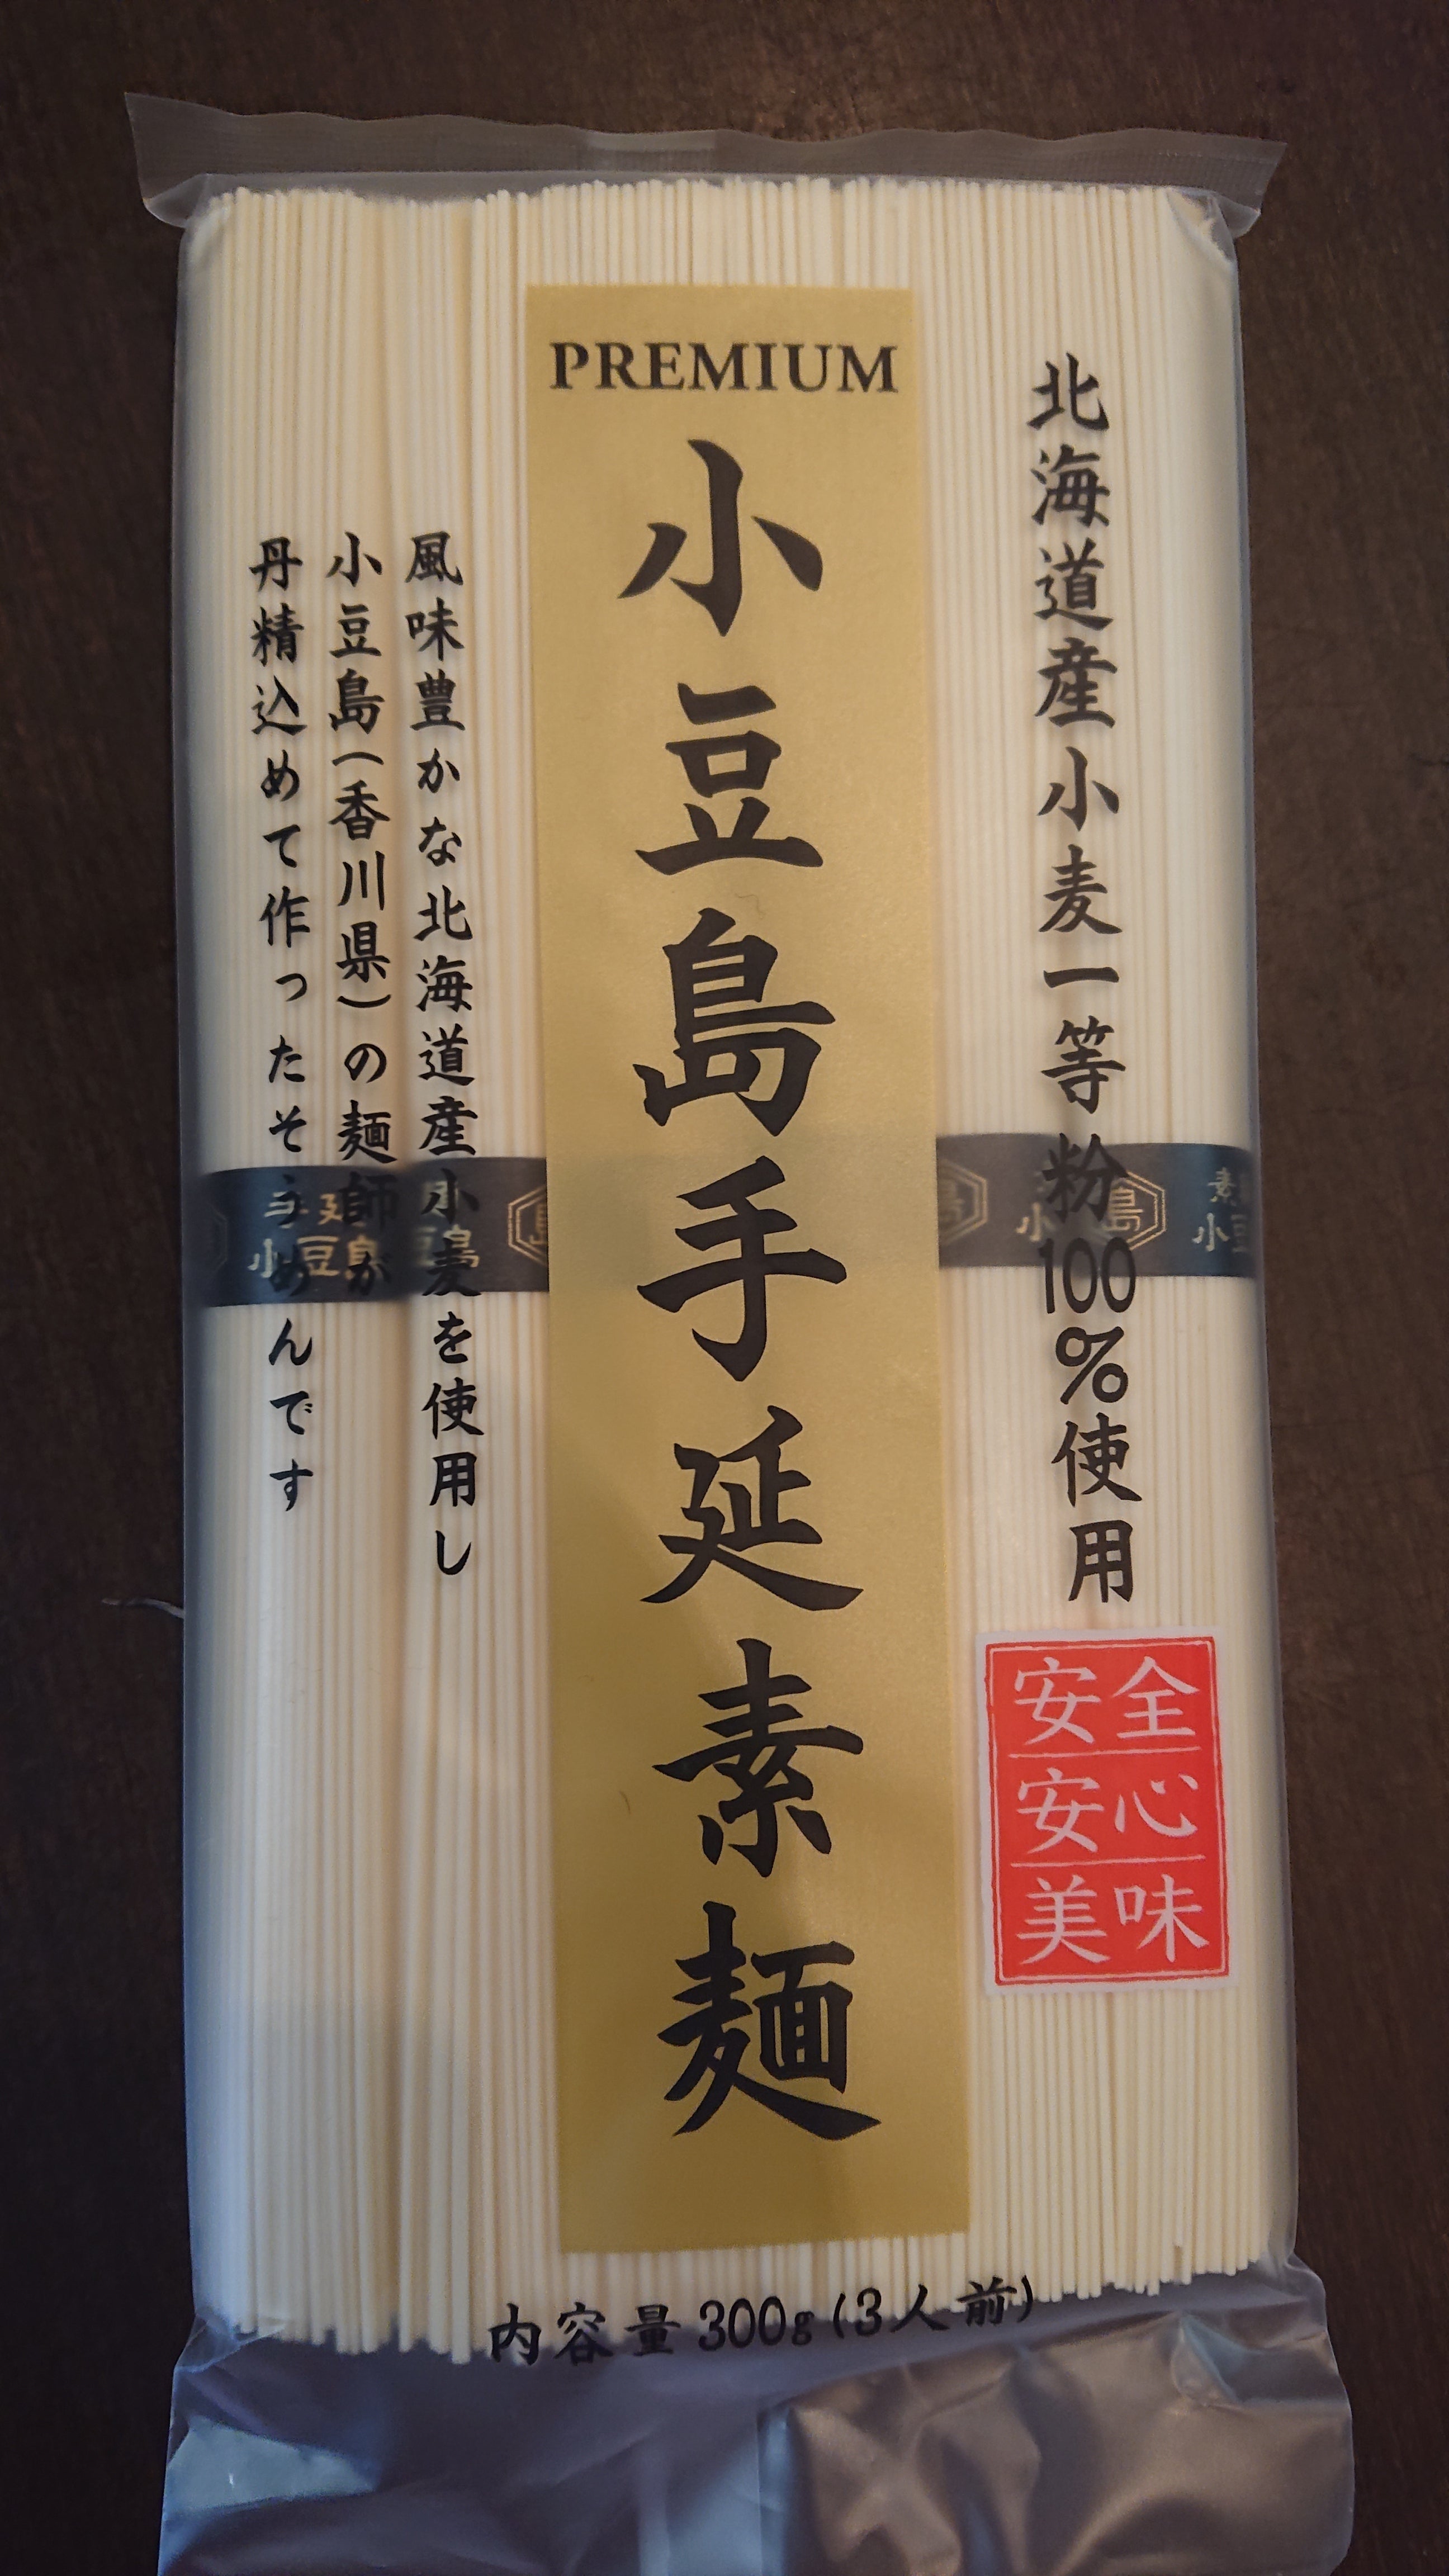 PREMIUM
小豆島手延素麺
北海道産小麦一等粉100%使用
安全
安心
美味
風味豊かな北海道産小麦を使用し
小豆島(香川県)の麺師が
丹精込めて作ったそうめんです
内容量300g(3人前)